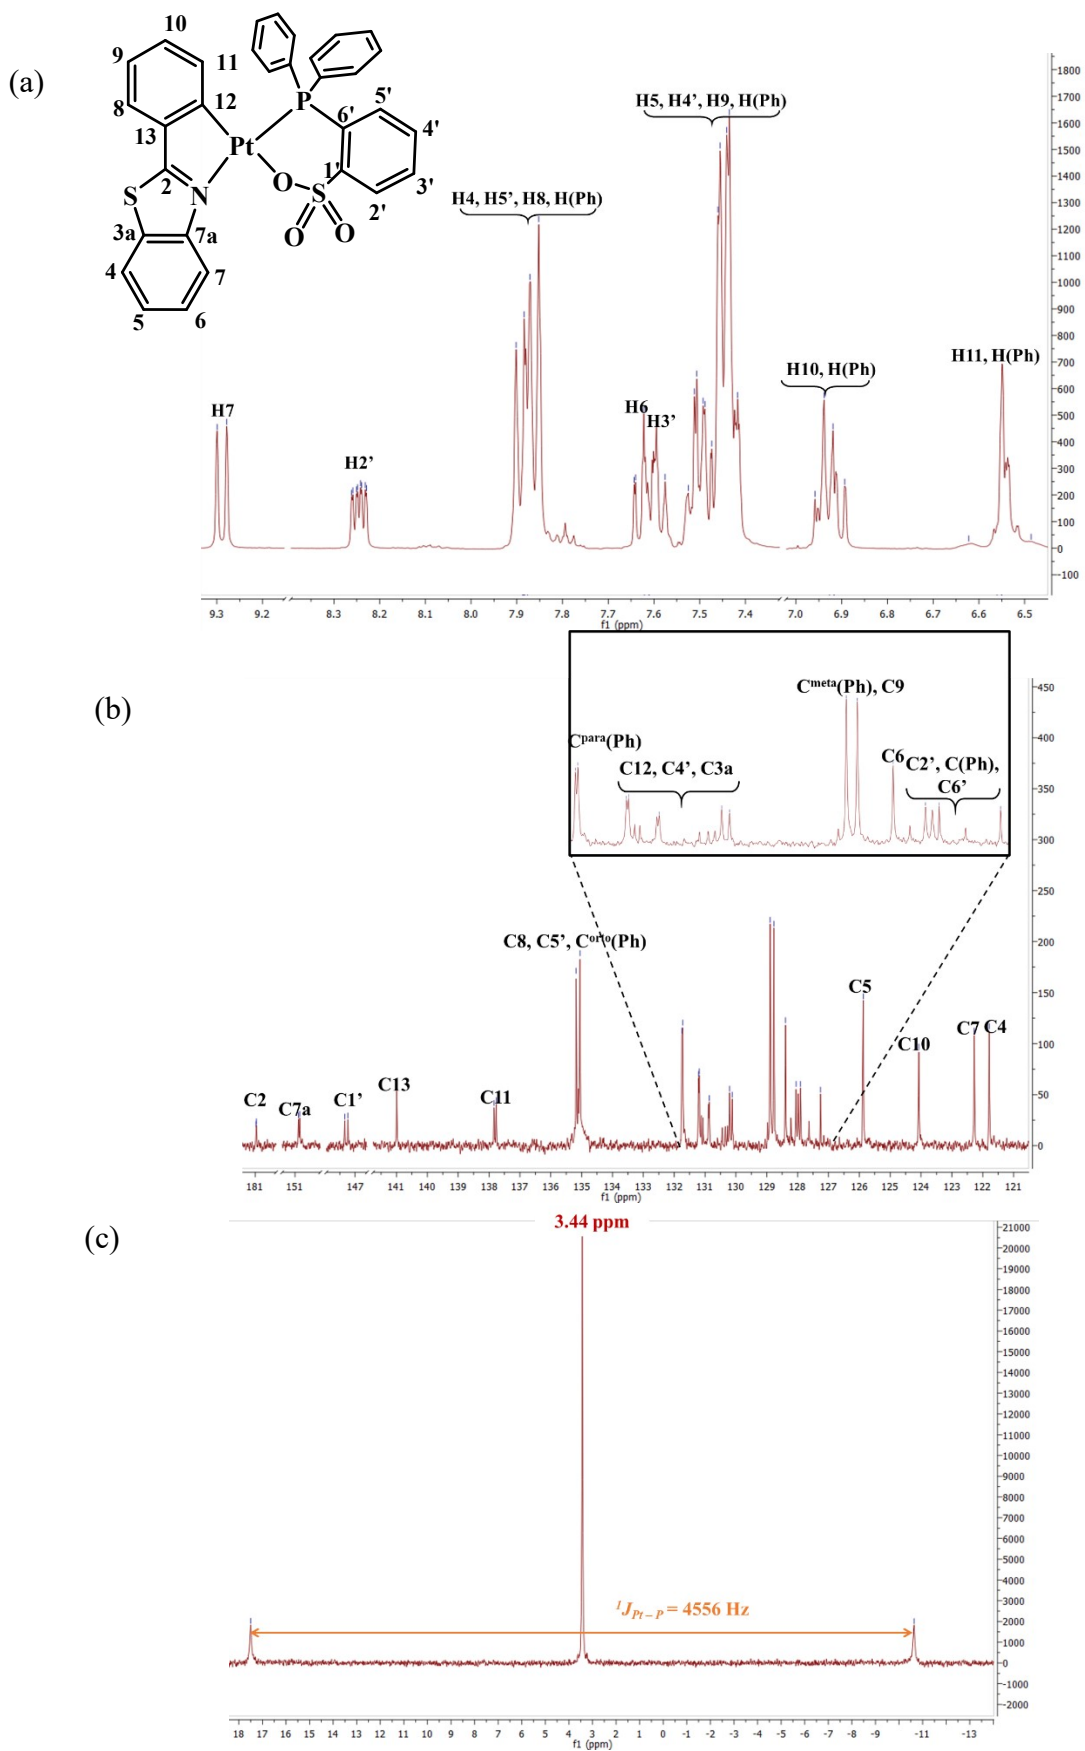 (a)
10
9
11
8
12
13
P
5'
6'
4'
Pt
2
N
1'
3'
S
O
S
2'
3a
7a
O
O
4
7
5
6
H7
H2’
H4, H5’, H8, H(Ph)
H6
H3’
H5, H4’, H9, H(Ph)
H10, H(Ph)
H11, H(Ph)
1800
1700
1600
1500
1400
1300
1200
1100
1000
900
800
700
600
500
400
300
200
100
0
-100
9.3 9.2 8.3 8.2 8.1 8.0 7.9 7.8 7.7 7.6 7.5 7.4 7.0 6.9 6.8 6.7 6.6 6.5
f1 (ppm)
(b)
Cpara(Ph)
C12, C4’, C3a
Cmeta(Ph), C9
C6
C2’, C(Ph),
C6’
C2
C7a
C1’
C13
C11
C8, C5’, Corto(Ph)
C5
C10
C7
C4
450
400
350
300
250
200
150
100
50
0
181 151 147 141 140 139 138 137 136 135 134 133 132 131 130 129 128 127 126 125 124 123 122 121
f1 (ppm)
(c)
3.44 ppm
1JPt – P = 4556 Hz
21000
20000
19000
18000
17000
16000
15000
14000
13000
12000
11000
10000
9000
8000
7000
6000
5000
4000
3000
2000
1000
0
-1000
-2000
18 17 16 15 14 13 12 11 10 9 8 7 6 5 4 3 2 1 0 -1 -2 -3 -4 -5 -6 -7 -8 -9 -11 -13
f1 (ppm)